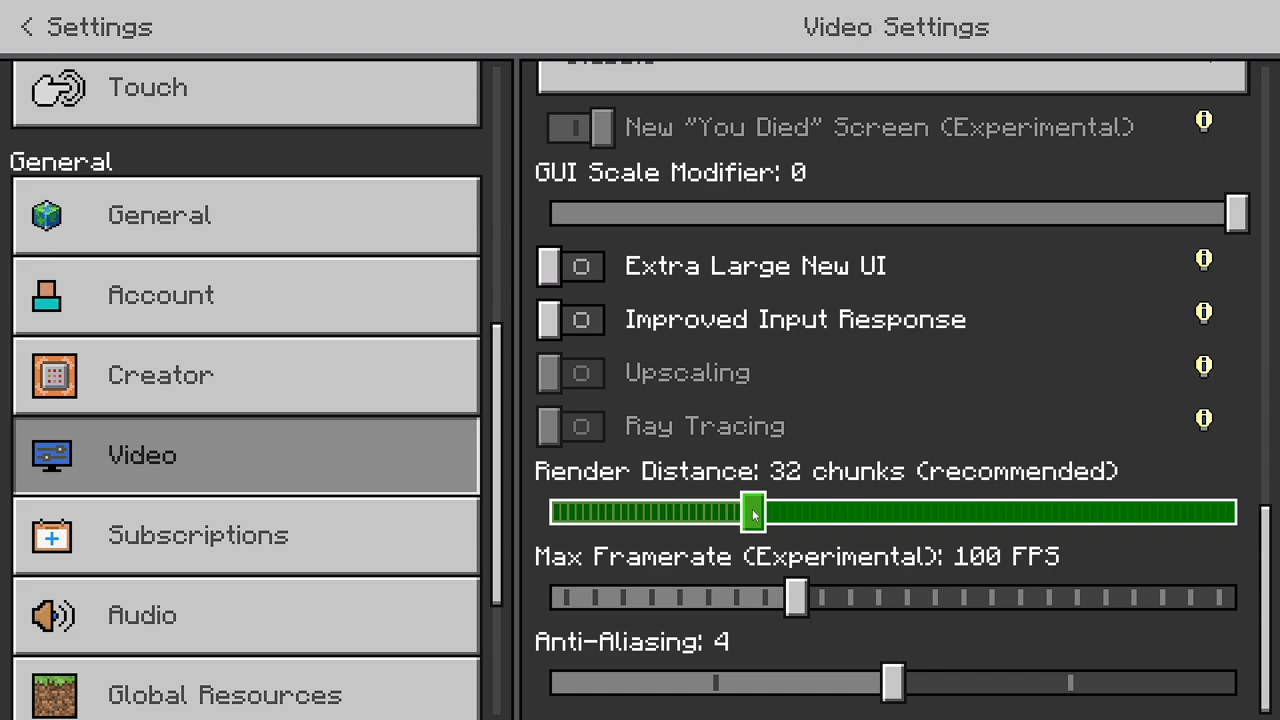 Settings
Video Settings
Touch
General
General
Account
Creator
Video
Subscriptions
Audio
Global Resources
New "You Died" Screen (Experimental)
GUI Scale Modifier: 0
Extra Large New UI
Improved Input Response
Upscaling
Ray Tracing
Render Distance: 32 chunks (recommended)
Max Framerate (Experimental): 100 FPS
Anti-Aliasing: 4